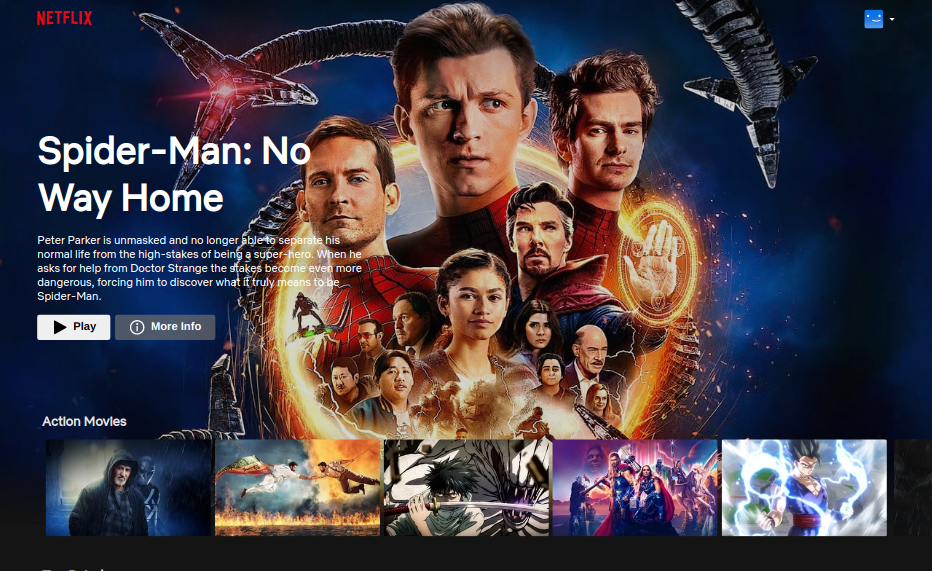 NETFLIX
Spider-Man: No
Way Home
Peter Parker is unmasked and no longer able to separate his
normal life from the high-stakes of being a super-hero. When he
asks for help from Doctor Strange the stakes become even more
dangerous, forcing him to discover what it truly means to be
Spider-Man.
Play
More Info
Action Movies